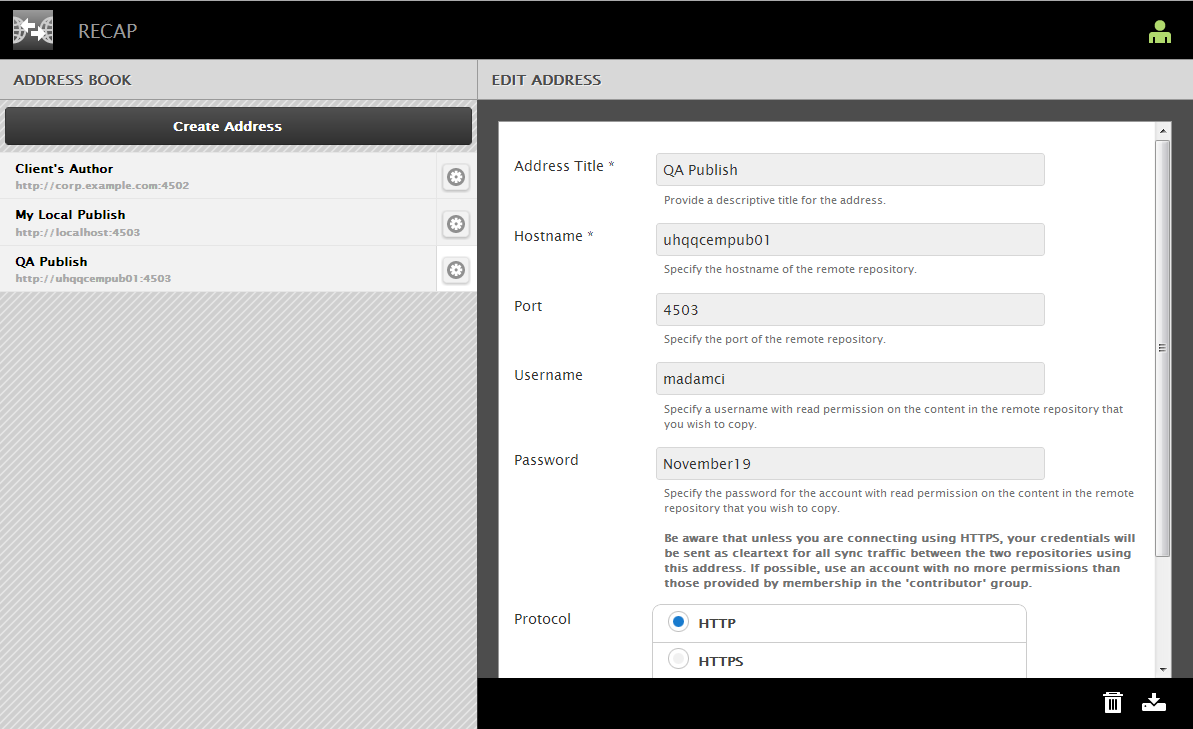 RECAP
ADDRESS BOOK
Create Address
Client's Author
http://corp.example.com:4502
My Local Publish
http://localhost:4503
QA Publish
http://uhqqcempub01:4503
EDIT ADDRESS
Address Title *
QA Publish
Provide a descriptive title for the address.
Hostname *
uhqqcempub01
Specify the hostname of the remote repository.
Port
4503
Specify the port of the remote repository.
Username
madamci
Specify a username with read permission on the content in the remote repository that
you wish to copy.
Password
November19
Specify the password for the account with read permission on the content in the remote
repository that you wish to copy.
Be aware that unless you are connecting using HTTPS, your credentials will
be sent as cleartext for all sync traffic between the two repositories using
this address. If possible, use an account with no more permissions than
those provided by membership in the 'contributor' group.
Protocol
HTTP
HTTPS